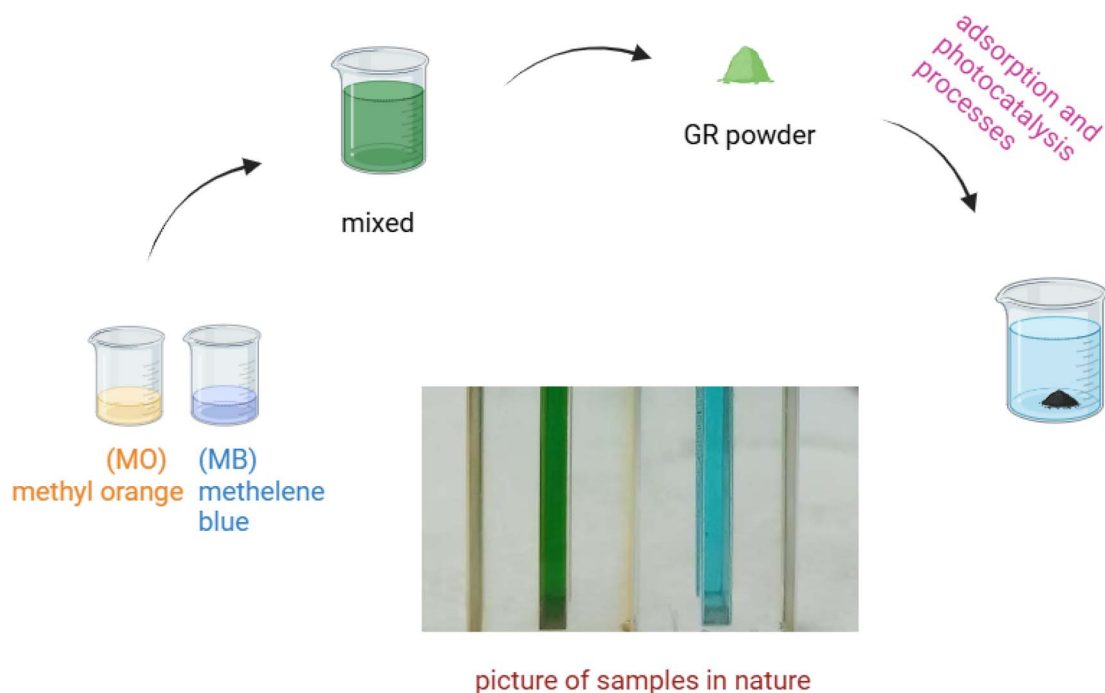 adsorption and
photocatalysis
processes
GR powder
mixed
(MO)
methyl orange
(MB)
methelene
blue
picture of samples in nature